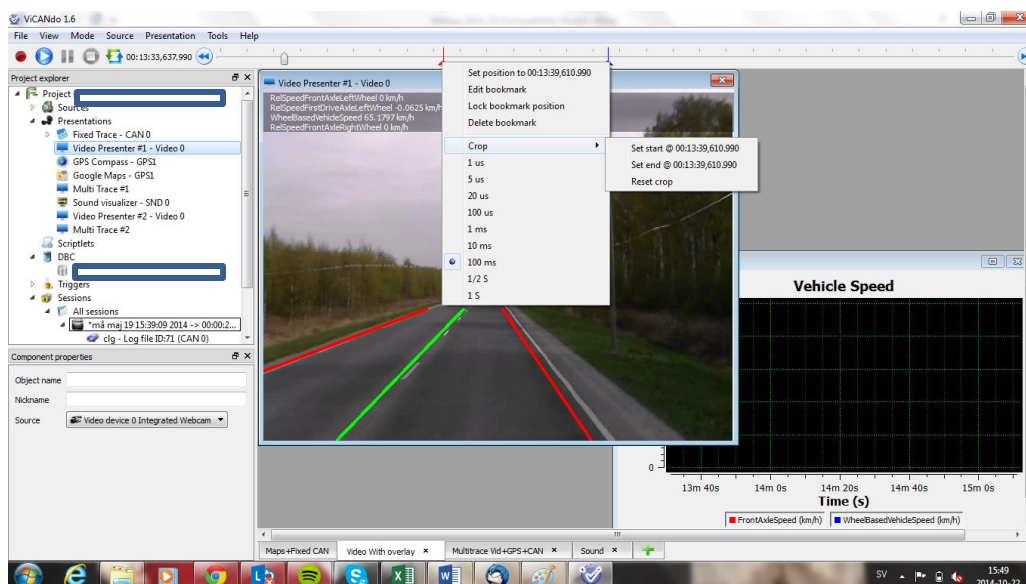 ViCANdo 1.6
File View Mode Source Presentation Tools Help
00:13:33,637.990
Project explorer
Project
Sources
Presentations
Fixed Trace - CAN 0
Video Presenter #1 - Video 0
GPS Compass - GPS1
Google Maps - GPS1
Multi Trace #1
Sound visualizer - SND 0
Video Presenter #2 - Video 0
Multi Trace #2
Scriptlets
DBC
Triggers
Sessions
All sessions
*må maj 19 15:39:09 2014 -> 00:00:2...
clg - Log file ID:71 (CAN 0)
Component properties
Object name
Nickname
Source Video device 0 Integrated Webcam
Video Presenter #1 - Video 0
RelSpeedFrontAxleLeftWheel 0 km/h
RelSpeedFirstDriveAxleLeftWheel -0.0625 km/h
WheelBasedVehicleSpeed 65.1797 km/h
RelSpeedFrontAxleRightWheel 0 km/h
Set position to 00:13:39,610.990
Edit bookmark
Lock bookmark position
Delete bookmark
Crop
1 us
5 us
20 us
100 us
1 ms
10 ms
100 ms
1/2 S
1 S
Set start @ 00:13:39,610.990
Set end @ 00:13:39,610.990
Reset crop
Vehicle Speed
0
13m 40s 14m 0s 14m 20s 14m 40s 15m 0s
Time (s)
FrontAxleSpeed (km/h) WheelBasedVehicleSpeed (km/h)
Maps+Fixed CAN Video With overlay Multitrace Vid+GPS+CAN Sound
SV
15:49